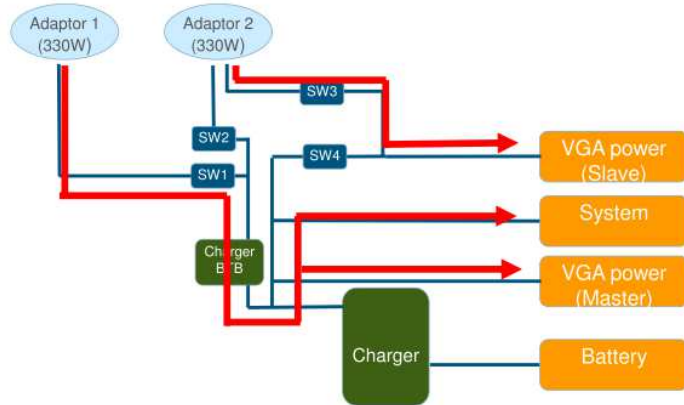 Adaptor 1
(330W)
Adaptor 2
(330W)
SW3
SW2
SW4
SW1
VGA power
(Slave)
System
Charger
BTB
VGA power
(Master)
Charger
Battery